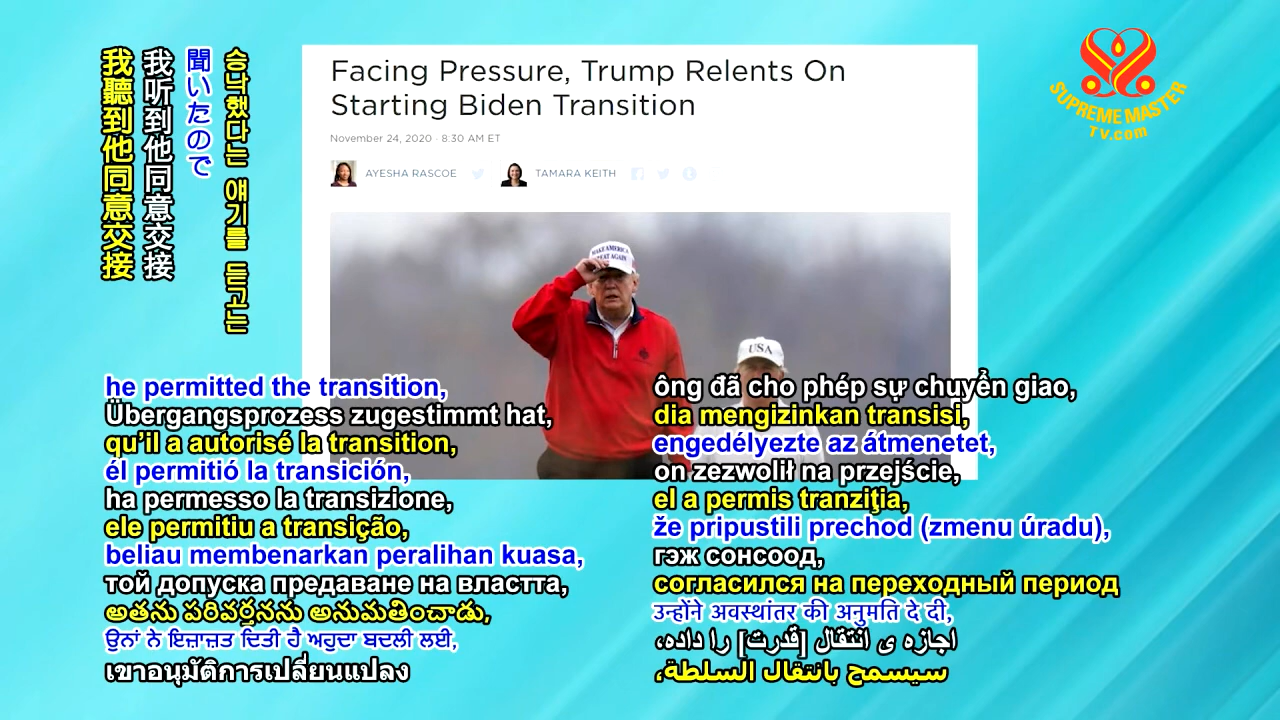 我聽到他同意交接
我听到他同意交接
聞いたので
승낙했다는 얘기를 듣고는
Facing Pressure, Trump Relents On
Starting Biden Transition
November 24, 2020 · 8:30 AM ET
AYESHA RASCOE
TAMARA KEITH
MAKE AMERICA
GREAT AGAIN
USA
SUPREME MASTER
TV.com
he permitted the transition,
Übergangsprozess zugestimmt hat,
qu'il a autorisé la transition,
él permitió la transición,
ha permesso la transizione,
ele permitiu a transição,
beliau membenarkan peralihan kuasa,
той допуска предаване на властта,
అతను పరివర్తనను అనుమతించాడు,
ਉਨਾਂ ਨੇ ਇਜ਼ਾਜ਼ਤ ਦਿਤੀ ਹੈ ਅਹੁਦਾ ਬਦਲੀ ਲਈ,
เขาอนุมัติการเปลี่ยนแปลง
ông đã cho phép sự chuyển giao,
dia mengizinkan transisi,
engedélyezte az átmenetet,
on zezwolił na przejście,
el a permis tranziţia,
že pripustili prechod (zmenu úradu),
гэж сонсоод,
согласился на переходный период
उन्होंने अवस्थांतर की अनुमति दे दी,
اجازه ی انتقال [قدرت] را داده،
سيسمح بانتقال السلطة،